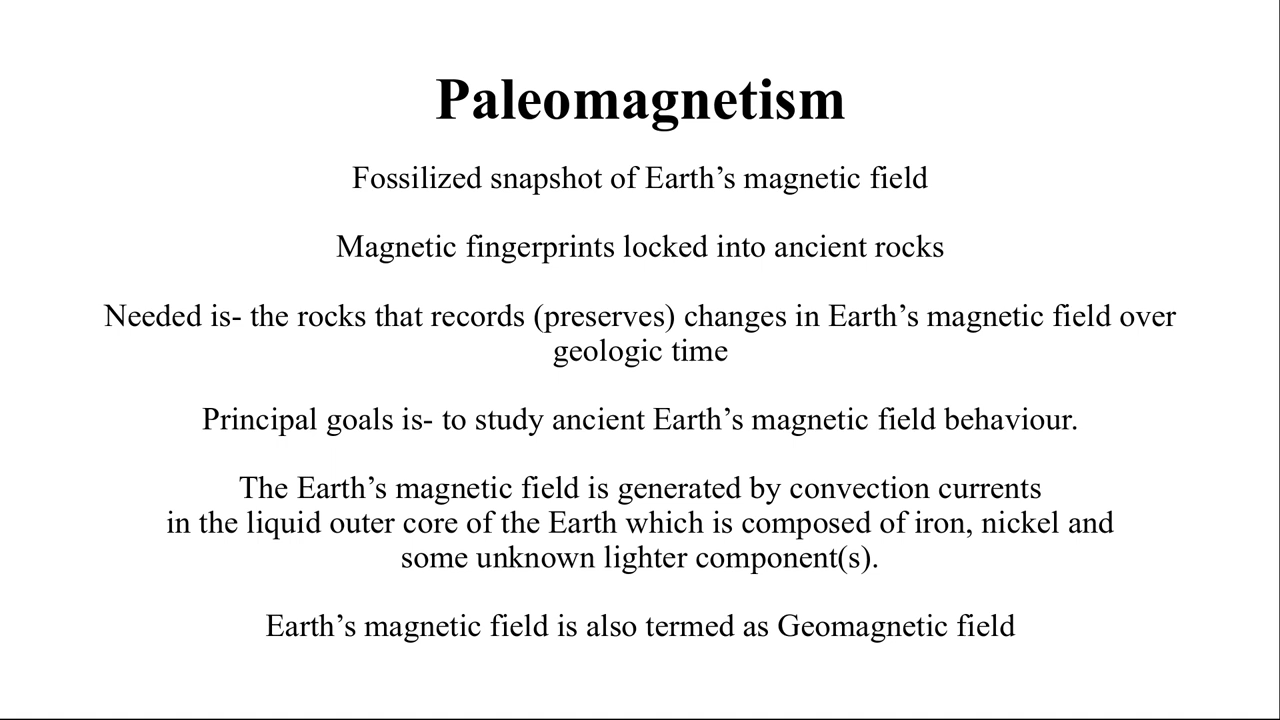 Paleomagnetism
Fossilized snapshot of Earth’s magnetic field
Magnetic fingerprints locked into ancient rocks
Needed is- the rocks that records (preserves) changes in Earth’s magnetic field over
geologic time
Principal goals is- to study ancient Earth’s magnetic field behaviour.
The Earth’s magnetic field is generated by convection currents
in the liquid outer core of the Earth which is composed of iron, nickel and
some unknown lighter component(s).
Earth’s magnetic field is also termed as Geomagnetic field